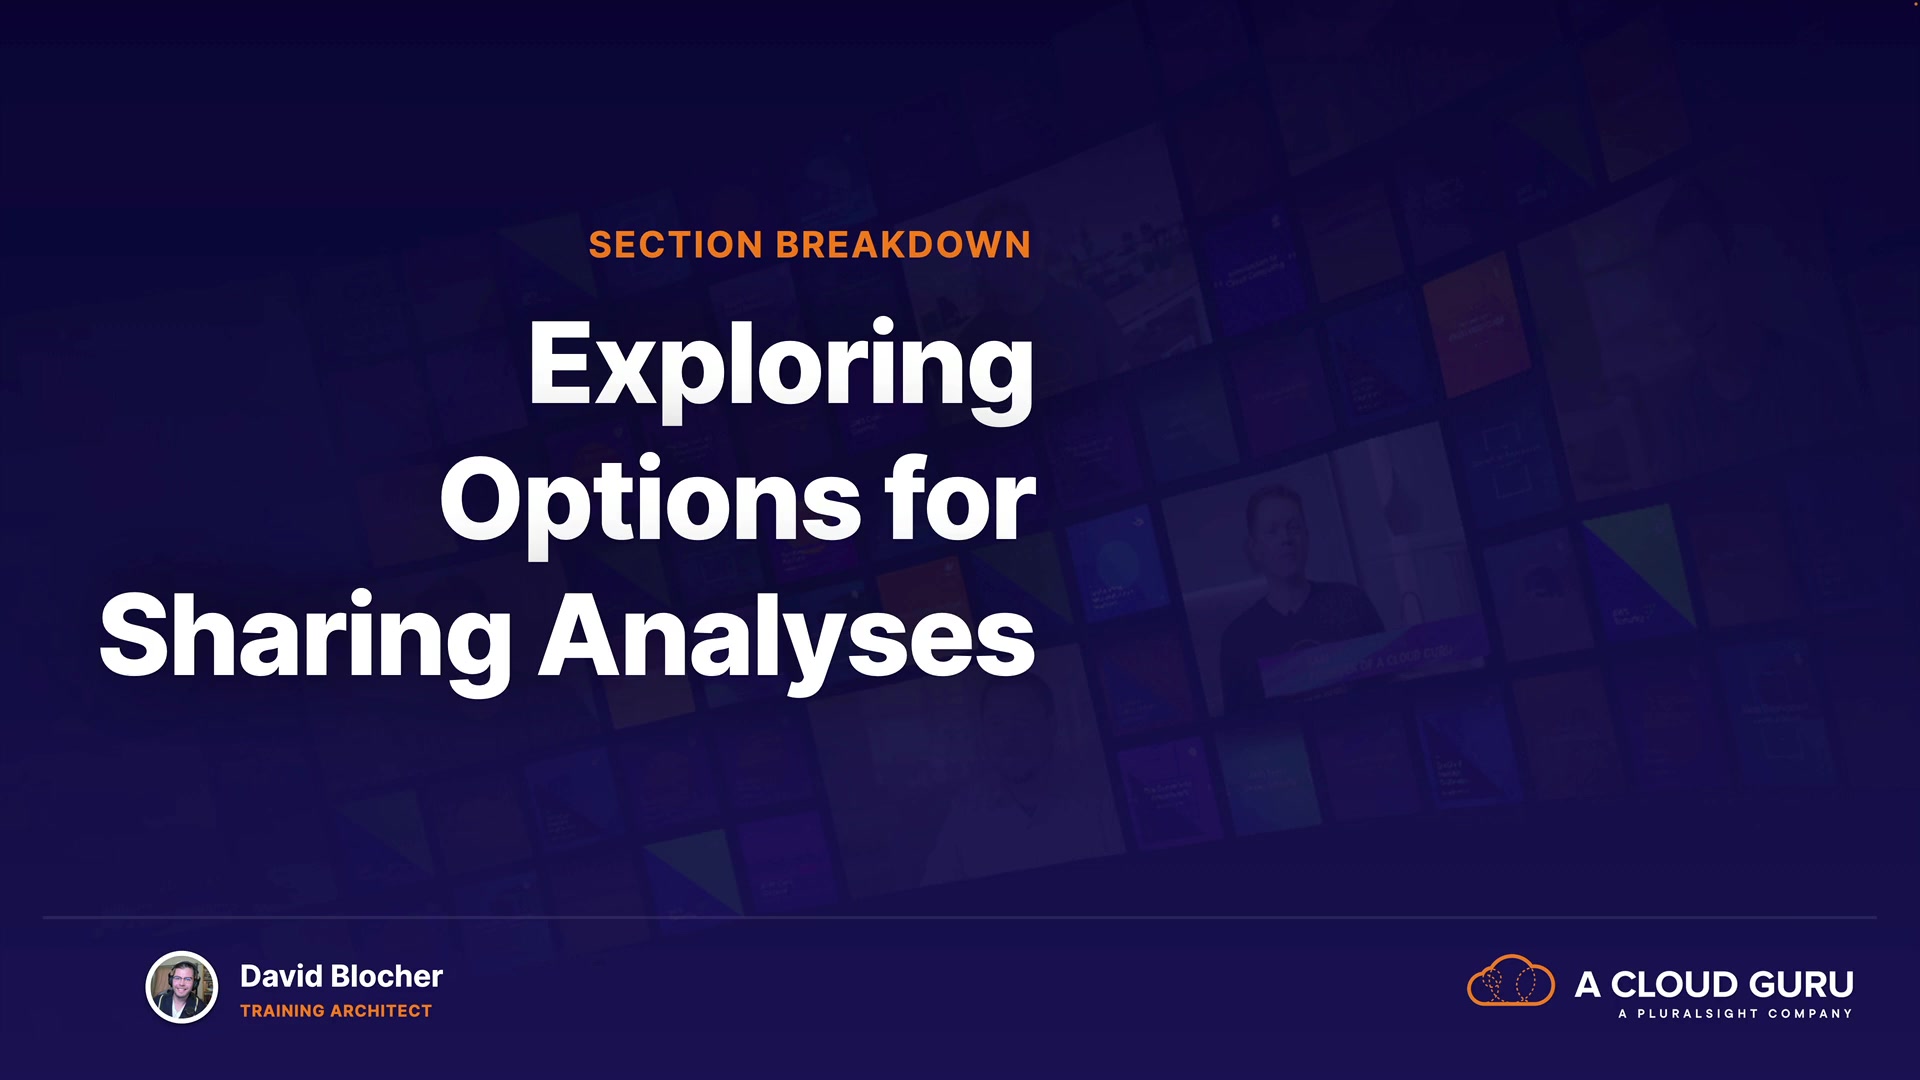 SECTION BREAKDOWN
Exploring
Options for
Sharing Analyses
David Blocher
TRAINING ARCHITECT
A CLOUD GURU
A PLURALSIGHT COMPANY